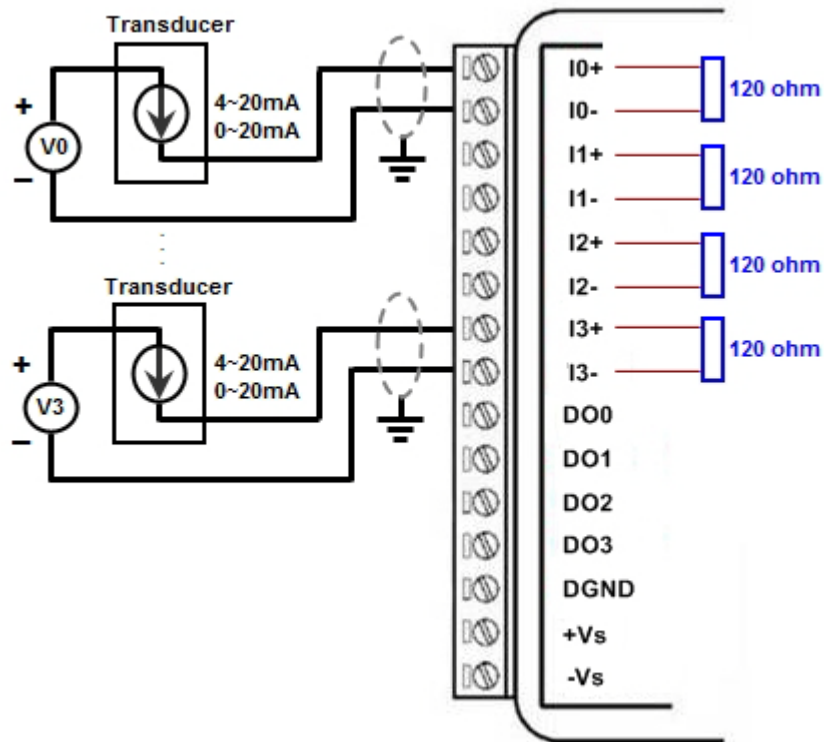 Transducer
4~20mA
0~20mA
+
V0
−
Transducer
4~20mA
0~20mA
+
V3
−
I0+
120 ohm
I0-
I1+
120 ohm
I1-
I2+
120 ohm
I2-
I3+
120 ohm
I3-
DO0
DO1
DO2
DO3
DGND
+Vs
-Vs